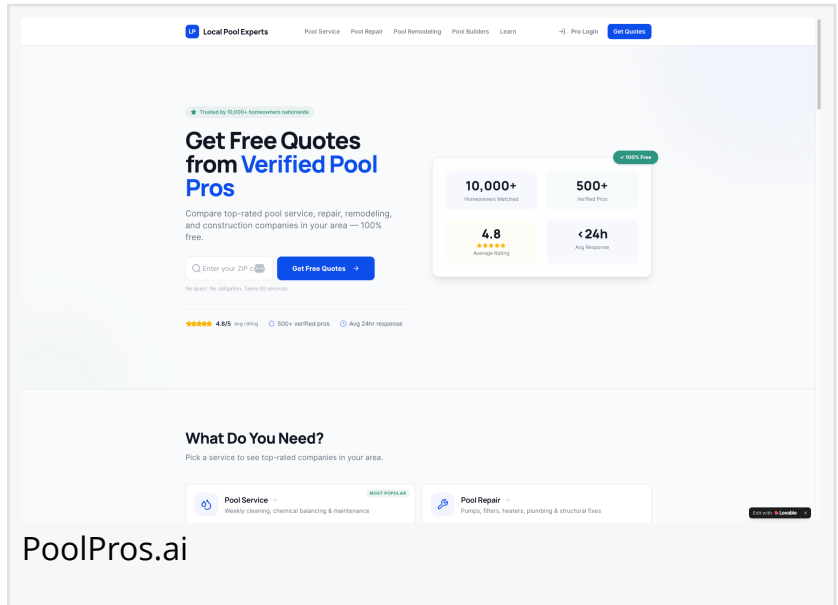 LP Local Pool Experts Pool Service Pool Repair Pool Remodeling Pool Builders Learn Pro Login Get Quotes
Trusted by 10,000+ homeowners nationwide
Get Free Quotes
from Verified Pool
Pros
Compare top-rated pool service, repair, remodeling,
and construction companies in your area — 100%
free.
Enter your ZIP c
Get Free Quotes →
No spam. No obligation. Takes 60 seconds.
4.8/5 avg rating 500+ verified pros Avg 24hr response
✓ 100% Free
10,000+
Homeowners Matched
500+
Verified Pros
4.8
Average Rating
<24h
Avg Response
What Do You Need?
Pick a service to see top-rated companies in your area.
MOST POPULAR
Pool Service
Weekly cleaning, chemical balancing & maintenance
Pool Repair
Pumps, filters, heaters, plumbing & structural fixes
Edit with Lovable ×
PoolPros.ai